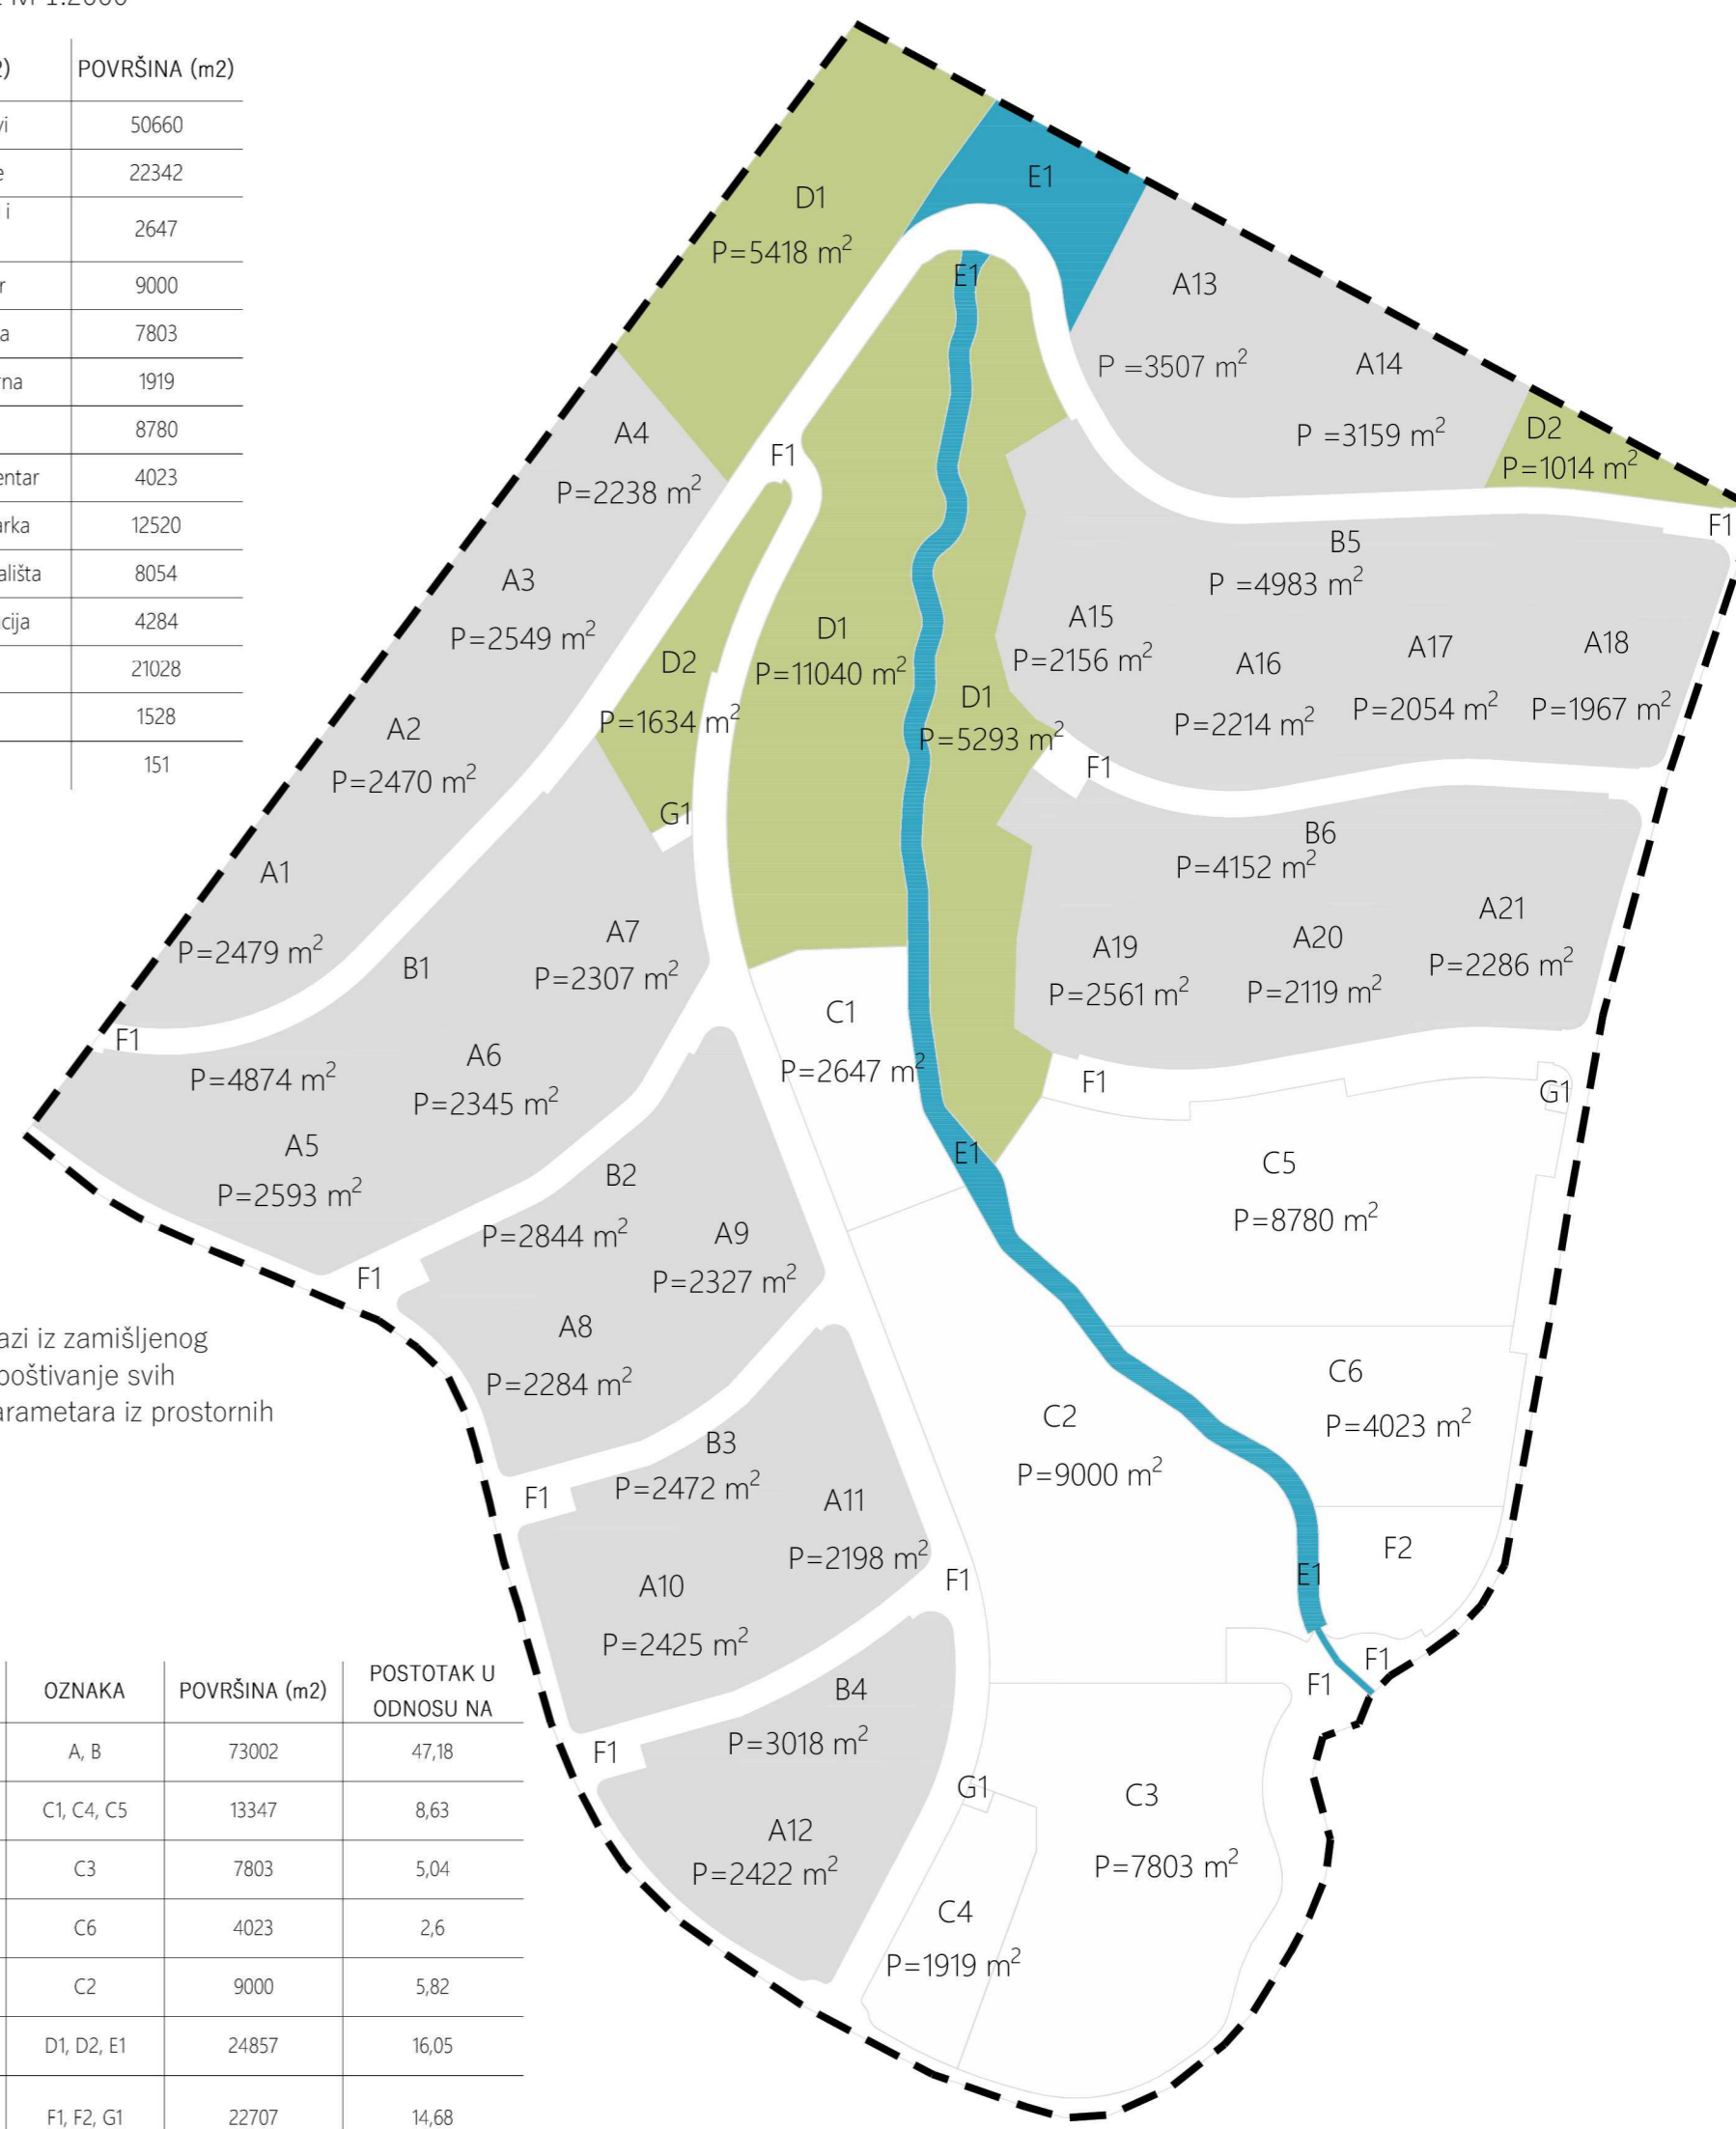 POVRŠINA (m2)
50660
22342
i
2647
9000
7803
1919
8780
4023
12520
8054
4284
21028
1528
151
D1
P=5418 m²
E1
E1
A13
P =3507 m²
A14
P =3159 m²
D2
P=1014 m²
F1
A4
P=2238 m²
F1
A3
P=2549 m²
D2
P=1634 m²
D1
P=11040 m²
D1
P=5293 m²
B5
P =4983 m²
A15
P=2156 m²
A16
P=2214 m²
A17
P=2054 m²
A18
P=1967 m²
A2
P=2470 m²
G1
F1
B6
P=4152 m²
A1
P=2479 m²
A7
P=2307 m²
B1
P=4874 m²
A19
P=2561 m²
A20
P=2119 m²
A21
P=2286 m²
F1
A6
P=2345 m²
C1
P=2647 m²
F1
G1
A5
P=2593 m²
E1
C5
P=8780 m²
B2
P=2844 m²
A9
P=2327 m²
F1
A8
P=2284 m²
C6
P=4023 m²
C2
P=9000 m²
B3
P=2472 m²
A11
P=2198 m²
F1
A10
P=2425 m²
F1
F2
E1
F1
F1
B4
P=3018 m²
F1
G1
C3
P=7803 m²
A12
P=2422 m²
C4
P=1919 m²
iz zamišljenog
poštivanje svih
iz prostornih
OZNAKA POVRŠINA (m2) POSTOTAK U
ODNOSU NA
A, B 73002 47,18
C1, C4, C5 13347 8,63
C3 7803 5,04
C6 4023 2,6
C2 9000 5,82
D1, D2, E1 24857 16,05
F1, F2, G1 22707 14,68